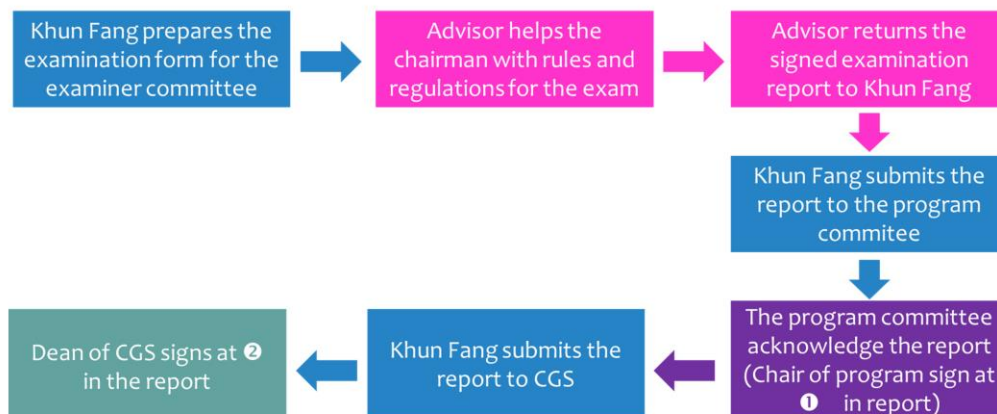 Khun Fang prepares the
examination form for the
examiner committee
Advisor helps the
chairman with rules and
regulations for the exam
Advisor returns the
signed examination
report to Khun Fang
Khun Fang submits the
report to the program
commitee
The program committee
acknowledge the report
(Chair of program sign at
❶ in report)
Khun Fang submits the
report to CGS
Dean of CGS signs at ❷
in the report